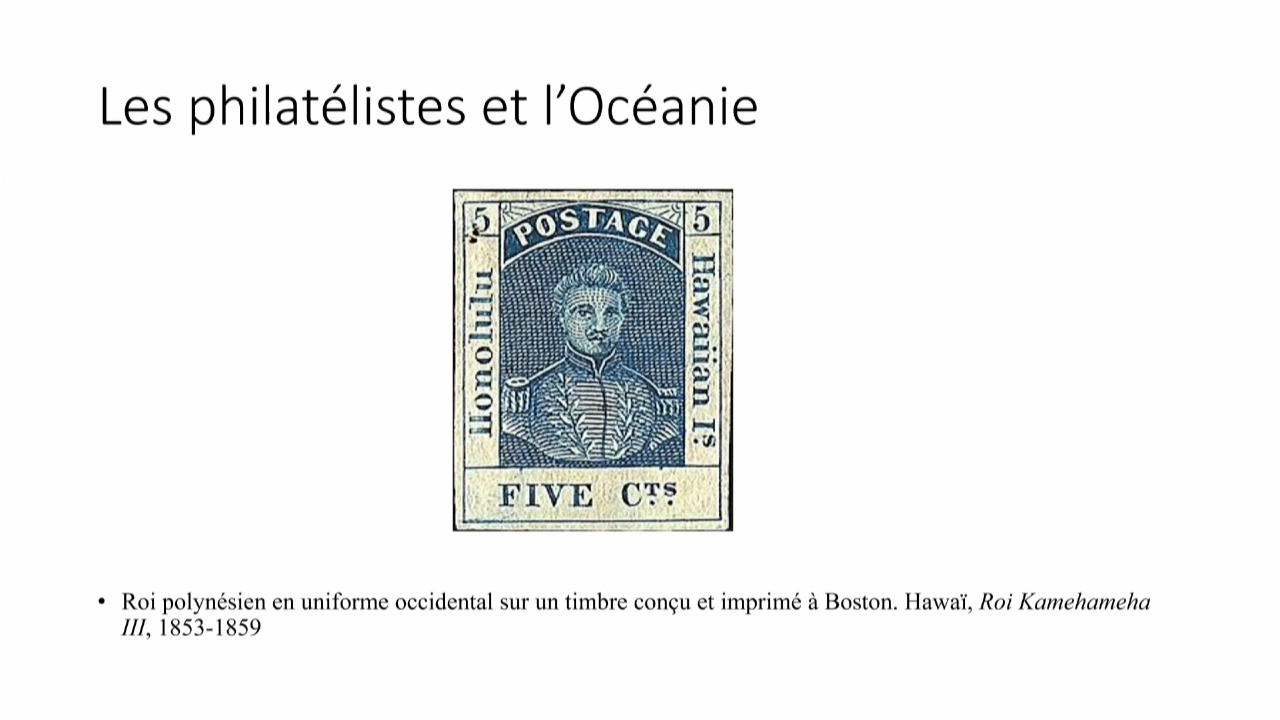 Les philatélistes et l’Océanie
5 POSTAGE 5
Honolulu
Hawaiian Iˢ.
FIVE Cᵀˢ.
• Roi polynésien en uniforme occidental sur un timbre conçu et imprimé à Boston. Hawaï, Roi Kamehameha
III, 1853-1859